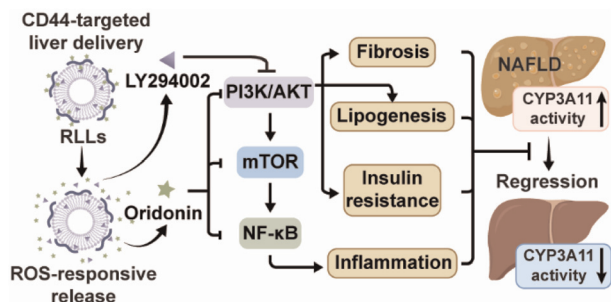 CD44-targeted
liver delivery
LY294002
RLLs
Oridonin
ROS-responsive
release
PI3K/AKT
mTOR
NF-κB
Fibrosis
Lipogenesis
Insulin
resistance
Inflammation
NAFLD
CYP3A11
activity
Regression
CYP3A11
activity